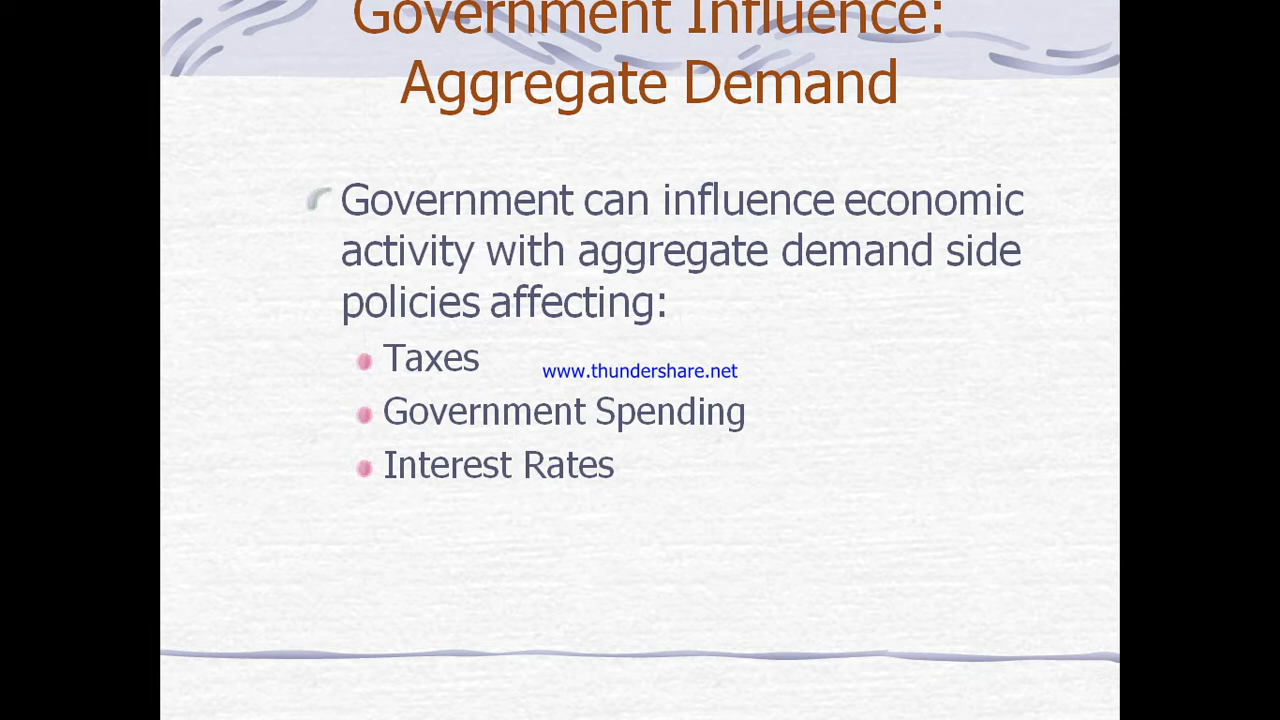 Government Influence:
Aggregate Demand
Government can influence economic
activity with aggregate demand side
policies affecting:
Taxes
www.thundershare.net
Government Spending
Interest Rates